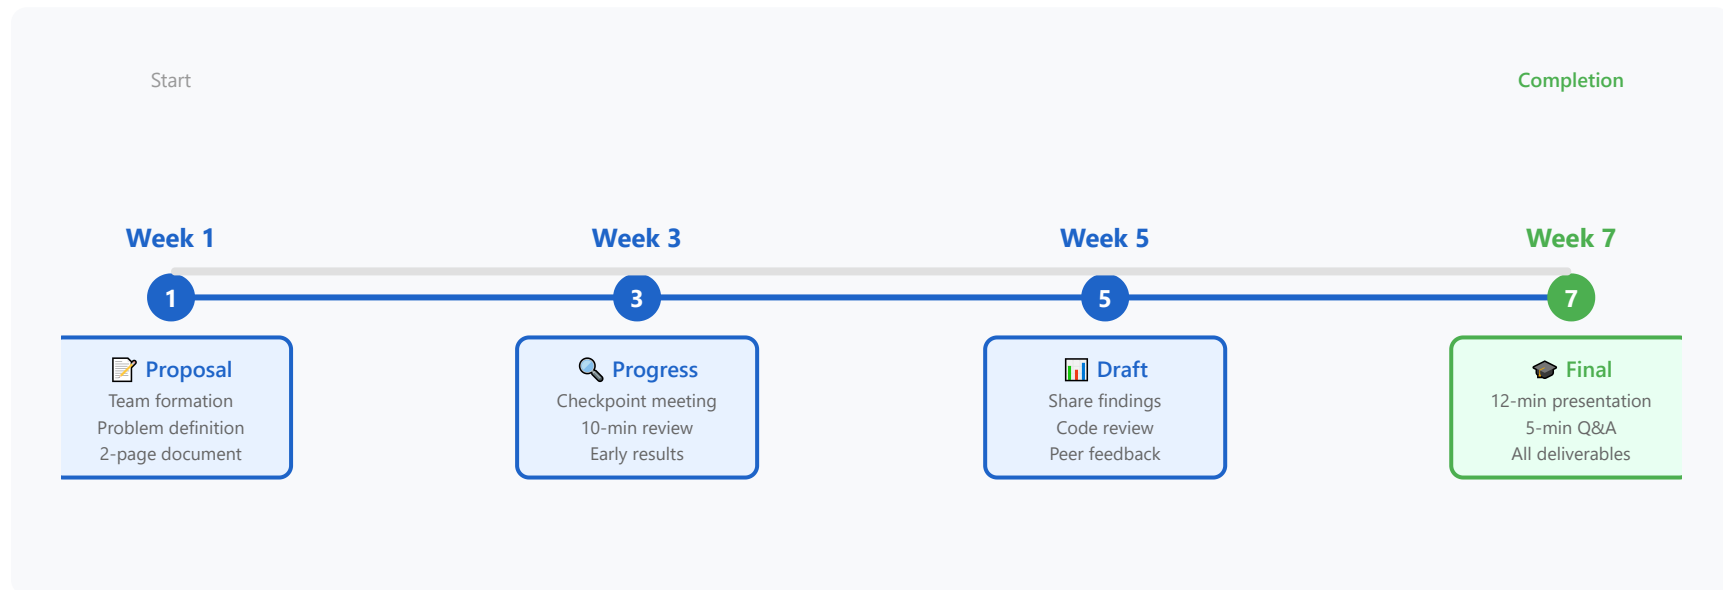 Start
Completion
Week 1
Week 3
Week 5
Week 7
1
3
5
7
📝 Proposal
Team formation
Problem definition
2-page document
🔍 Progress
Checkpoint meeting
10-min review
Early results
📊 Draft
Share findings
Code review
Peer feedback
🎓 Final
12-min presentation
5-min Q&A
All deliverables